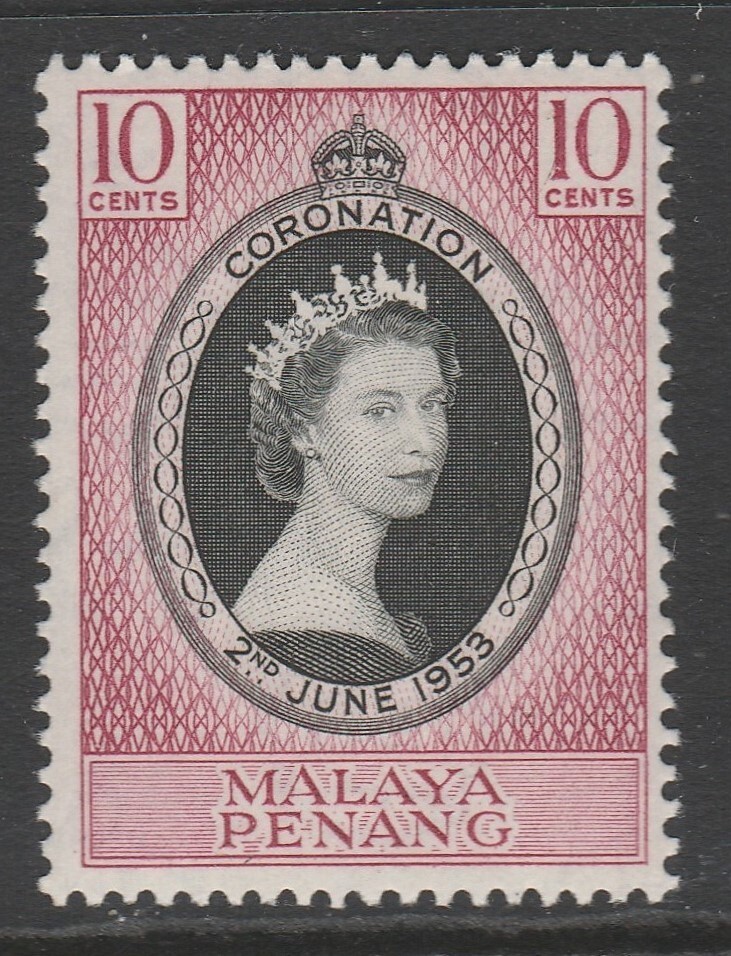 10 CENTS
10 CENTS
CORONATION
2ND JUNE 1953
MALAYA
PENANG